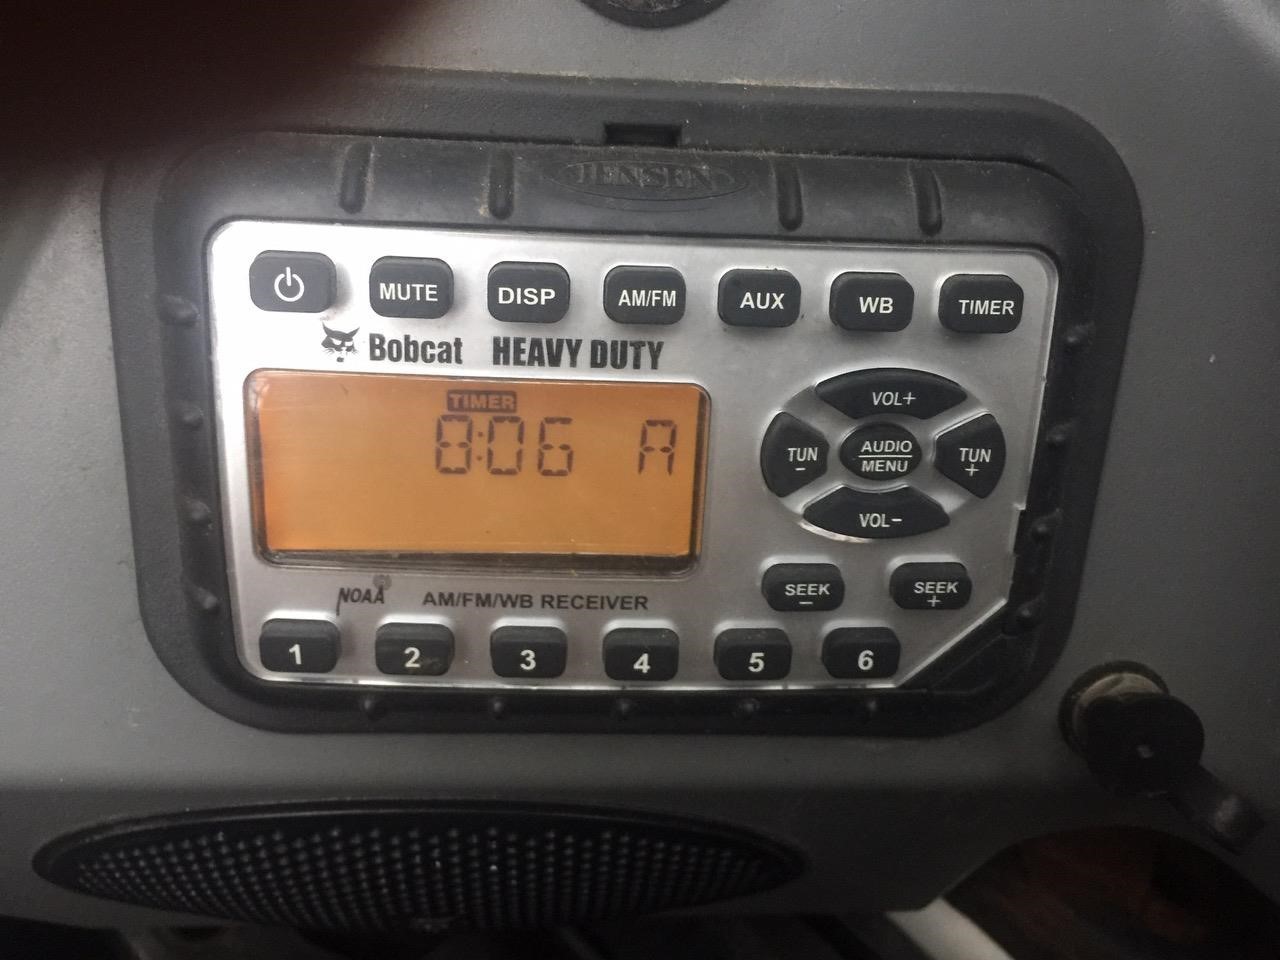 JENSEN
MUTE DISP AM/FM AUX WB TIMER
Bobcat HEAVY DUTY
TIMER
8:06 A
VOL+
TUN - AUDIO MENU TUN +
VOL-
SEEK - SEEK +
NOAA AM/FM/WB RECEIVER
1 2 3 4 5 6